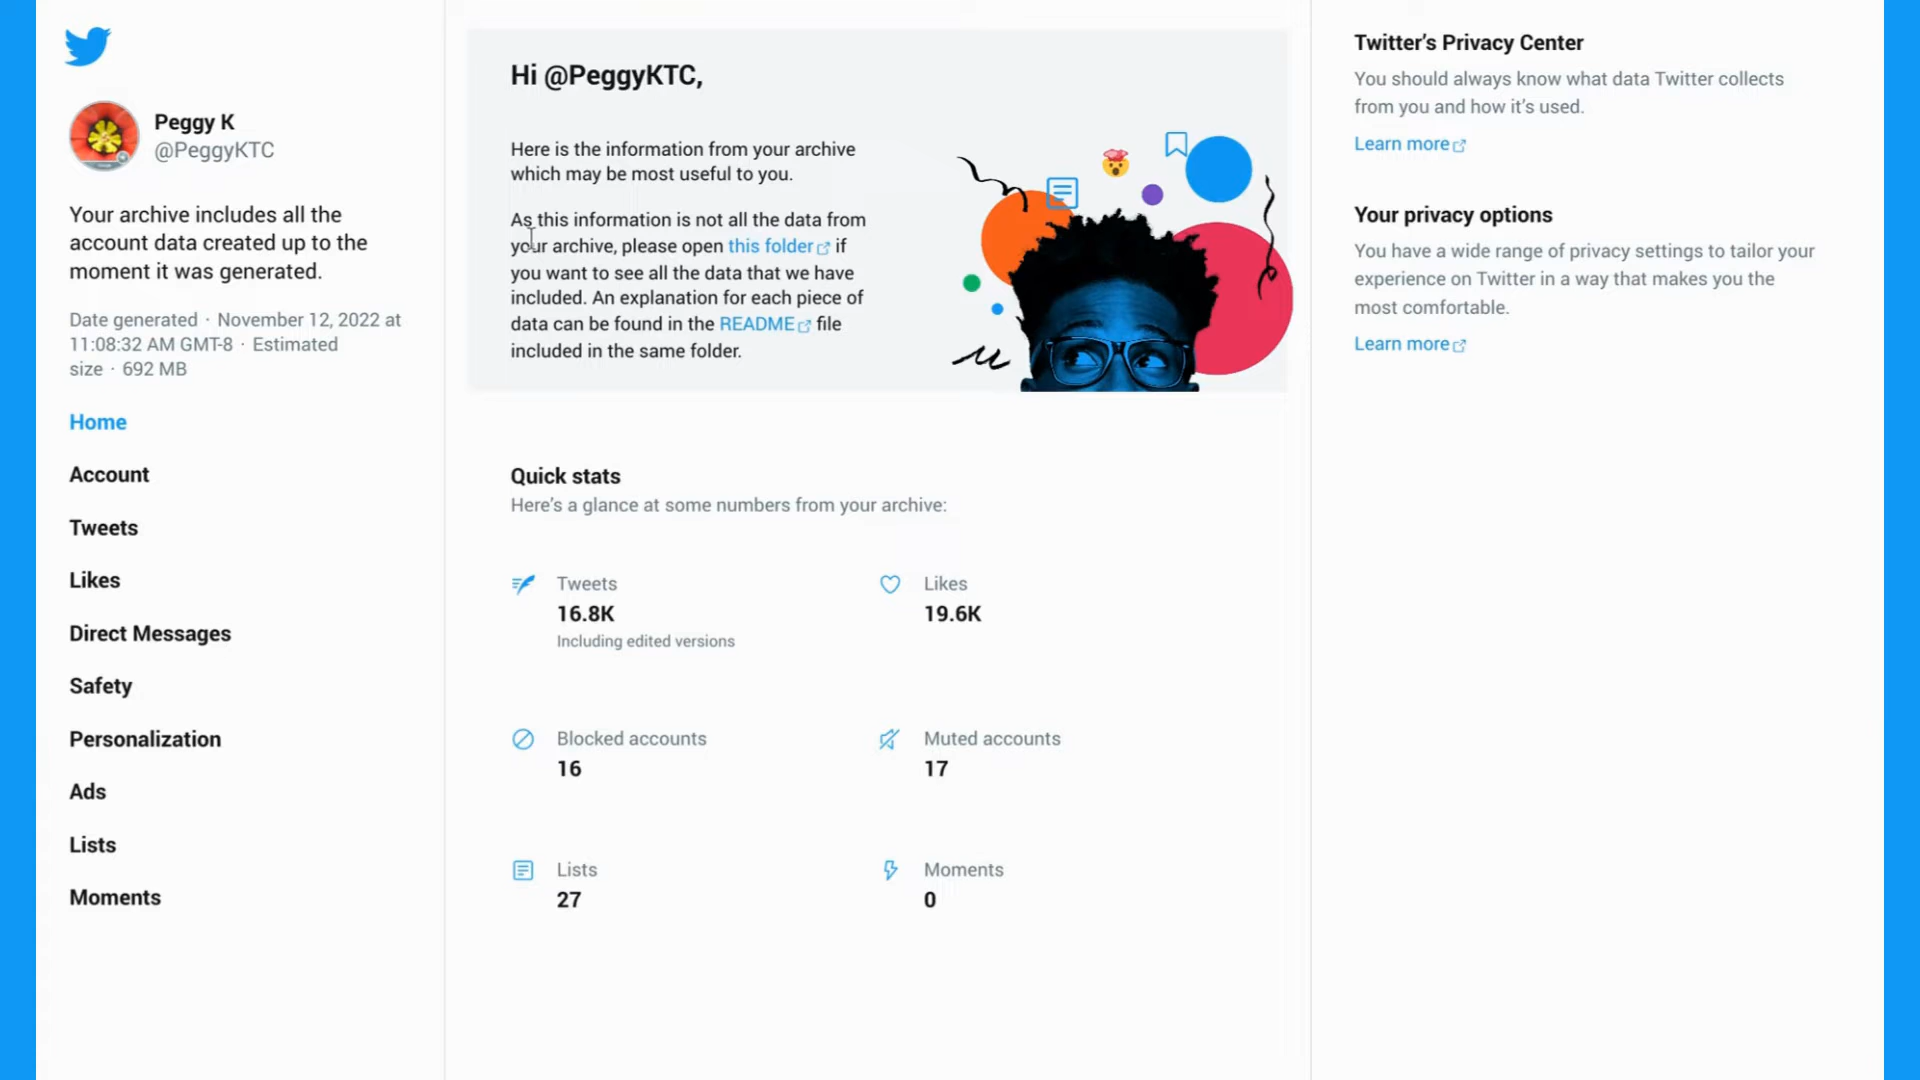 Peggy K
@PeggyKTC
Your archive includes all the
account data created up to the
moment it was generated.
Date generated · November 12, 2022 at
11:08:32 AM GMT-8 · Estimated
size · 692 MB
Home
Account
Tweets
Likes
Direct Messages
Safety
Personalization
Ads
Lists
Moments
Hi @PeggyKTC,
Here is the information from your archive
which may be most useful to you.
As this information is not all the data from
your archive, please open this folder if
you want to see all the data that we have
included. An explanation for each piece of
data can be found in the README file
included in the same folder.
Quick stats
Here's a glance at some numbers from your archive:
Tweets
16.8K
Including edited versions
Likes
19.6K
Blocked accounts
16
Muted accounts
17
Lists
27
Moments
0
Twitter's Privacy Center
You should always know what data Twitter collects
from you and how it's used.
Learn more
Your privacy options
You have a wide range of privacy settings to tailor your
experience on Twitter in a way that makes you the
most comfortable.
Learn more